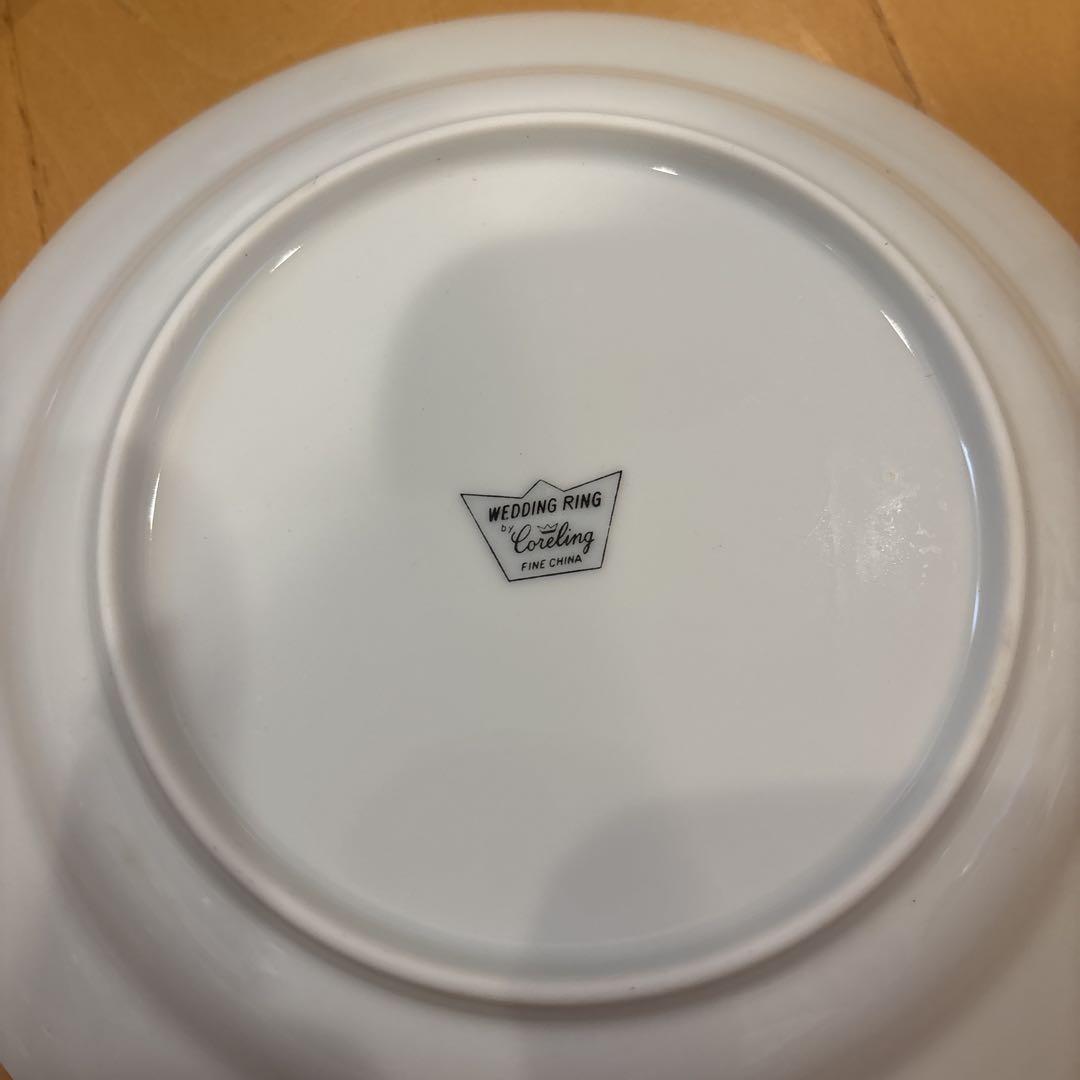 WEDDING RING
by Coreling
FINE CHINA